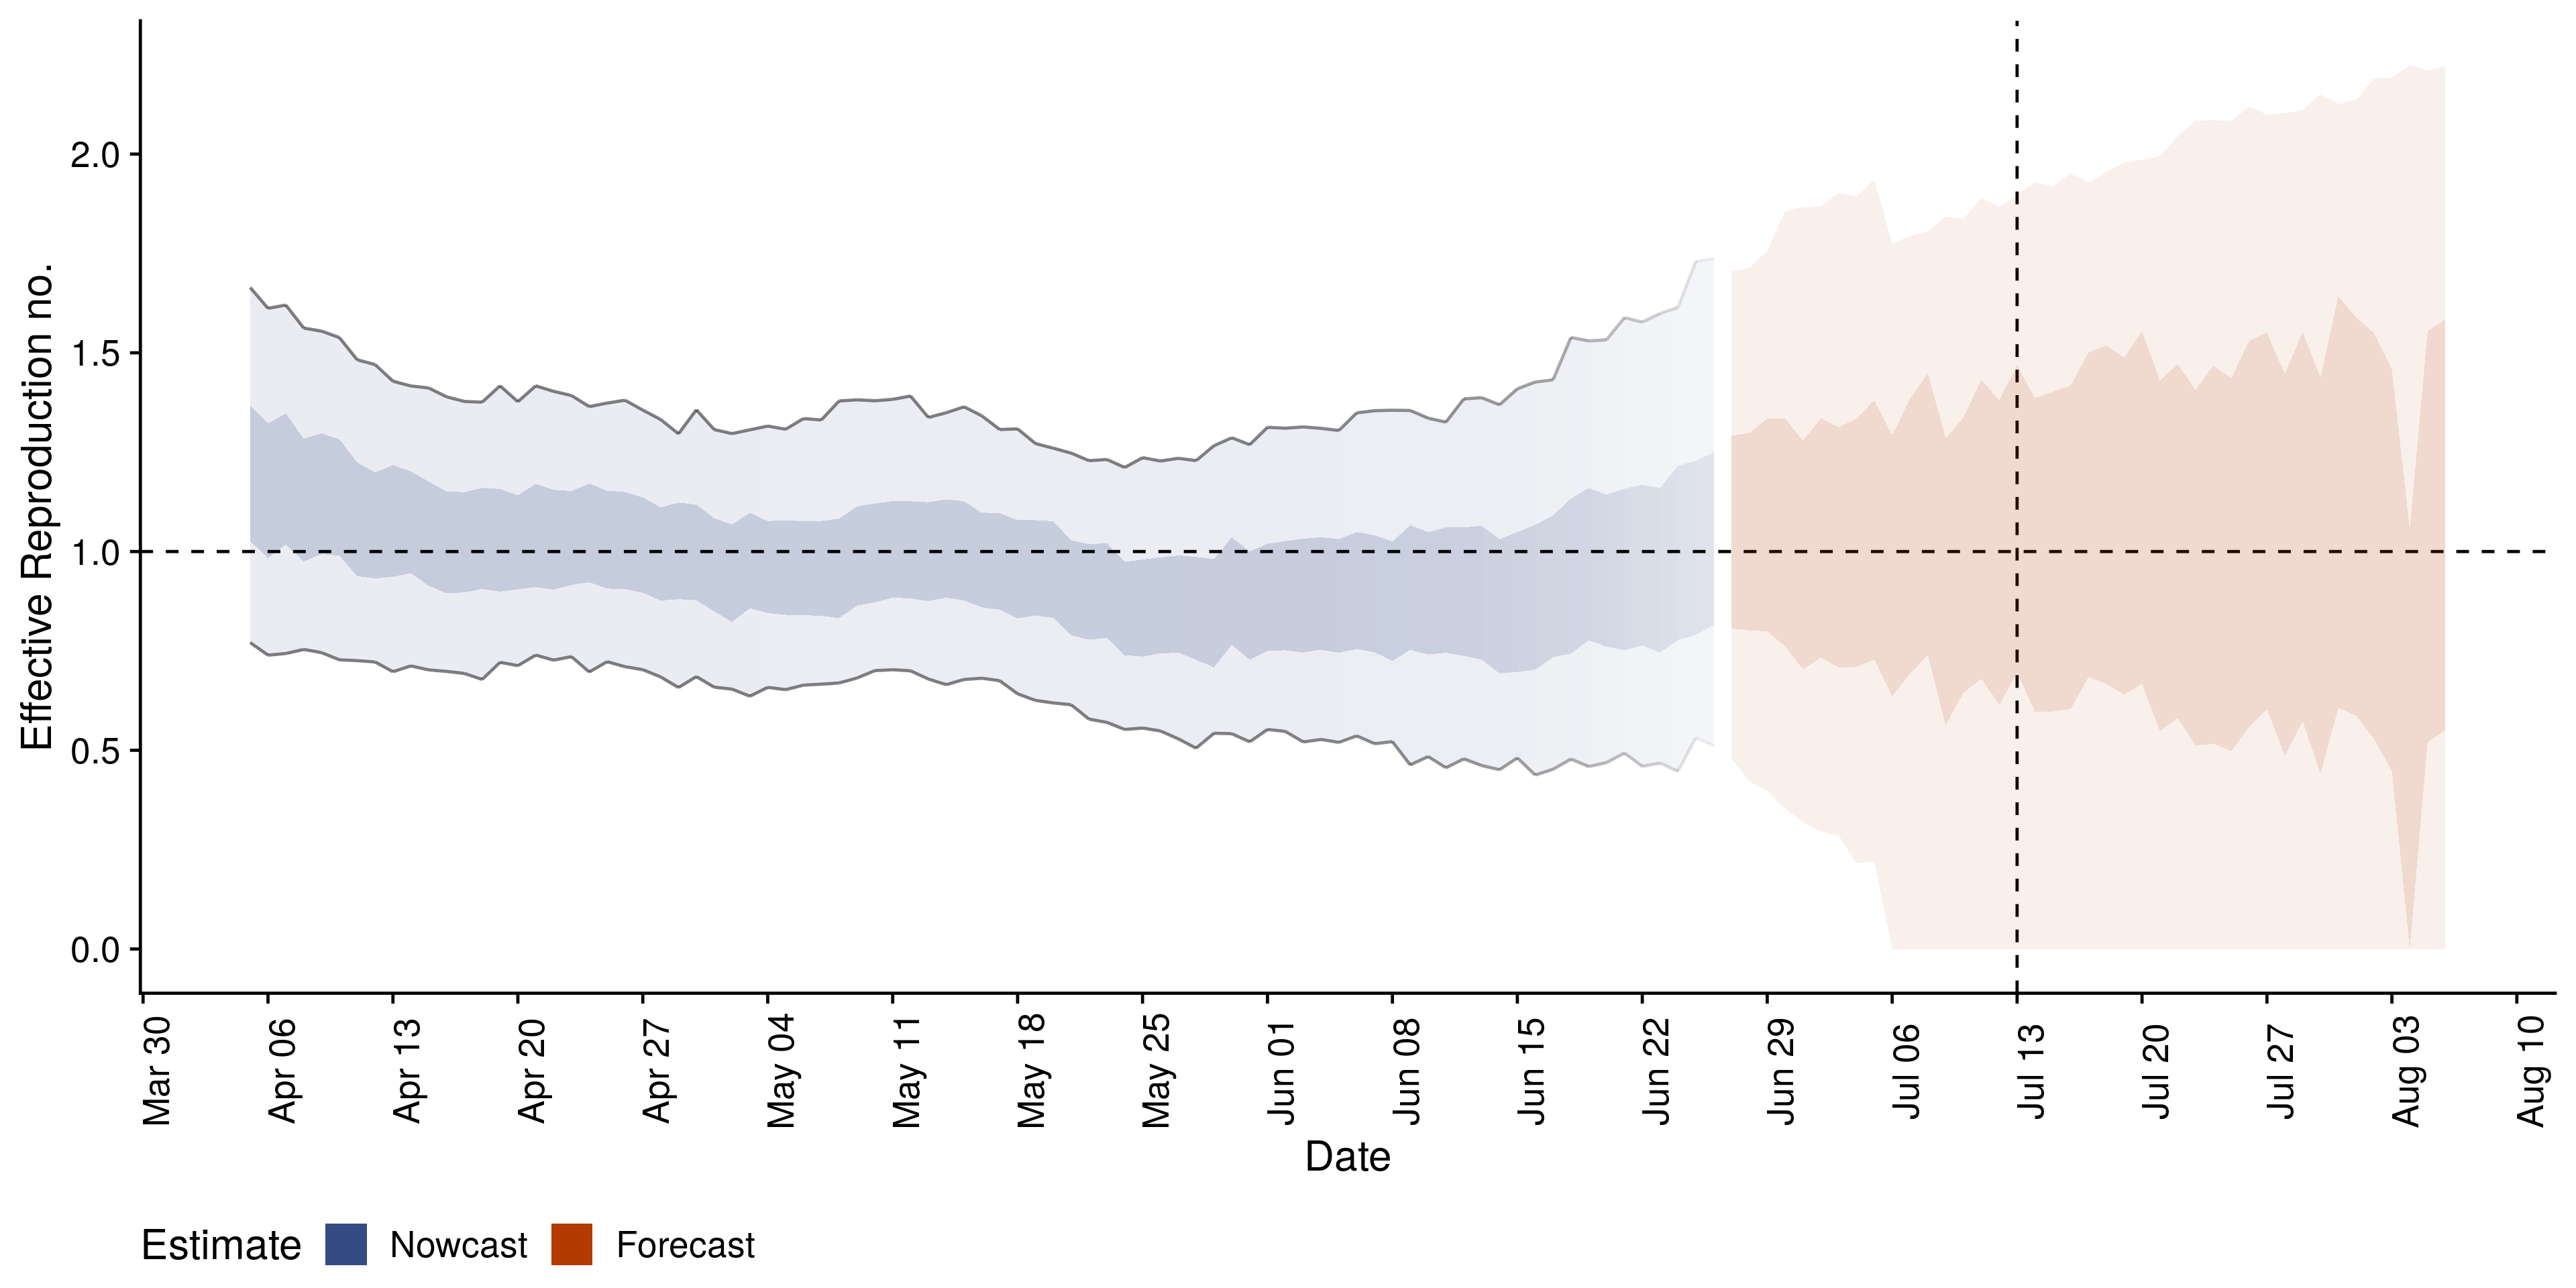 Effective Reproduction no.
2.0
1.5
1.0
0.5
0.0
Mar 30
Apr 06
Apr 13
Apr 20
Apr 27
May 04
May 11
May 18
May 25
Jun 01
Jun 08
Jun 15
Jun 22
Jun 29
Jul 06
Jul 13
Jul 20
Jul 27
Aug 03
Aug 10
Date
Estimate Nowcast Forecast